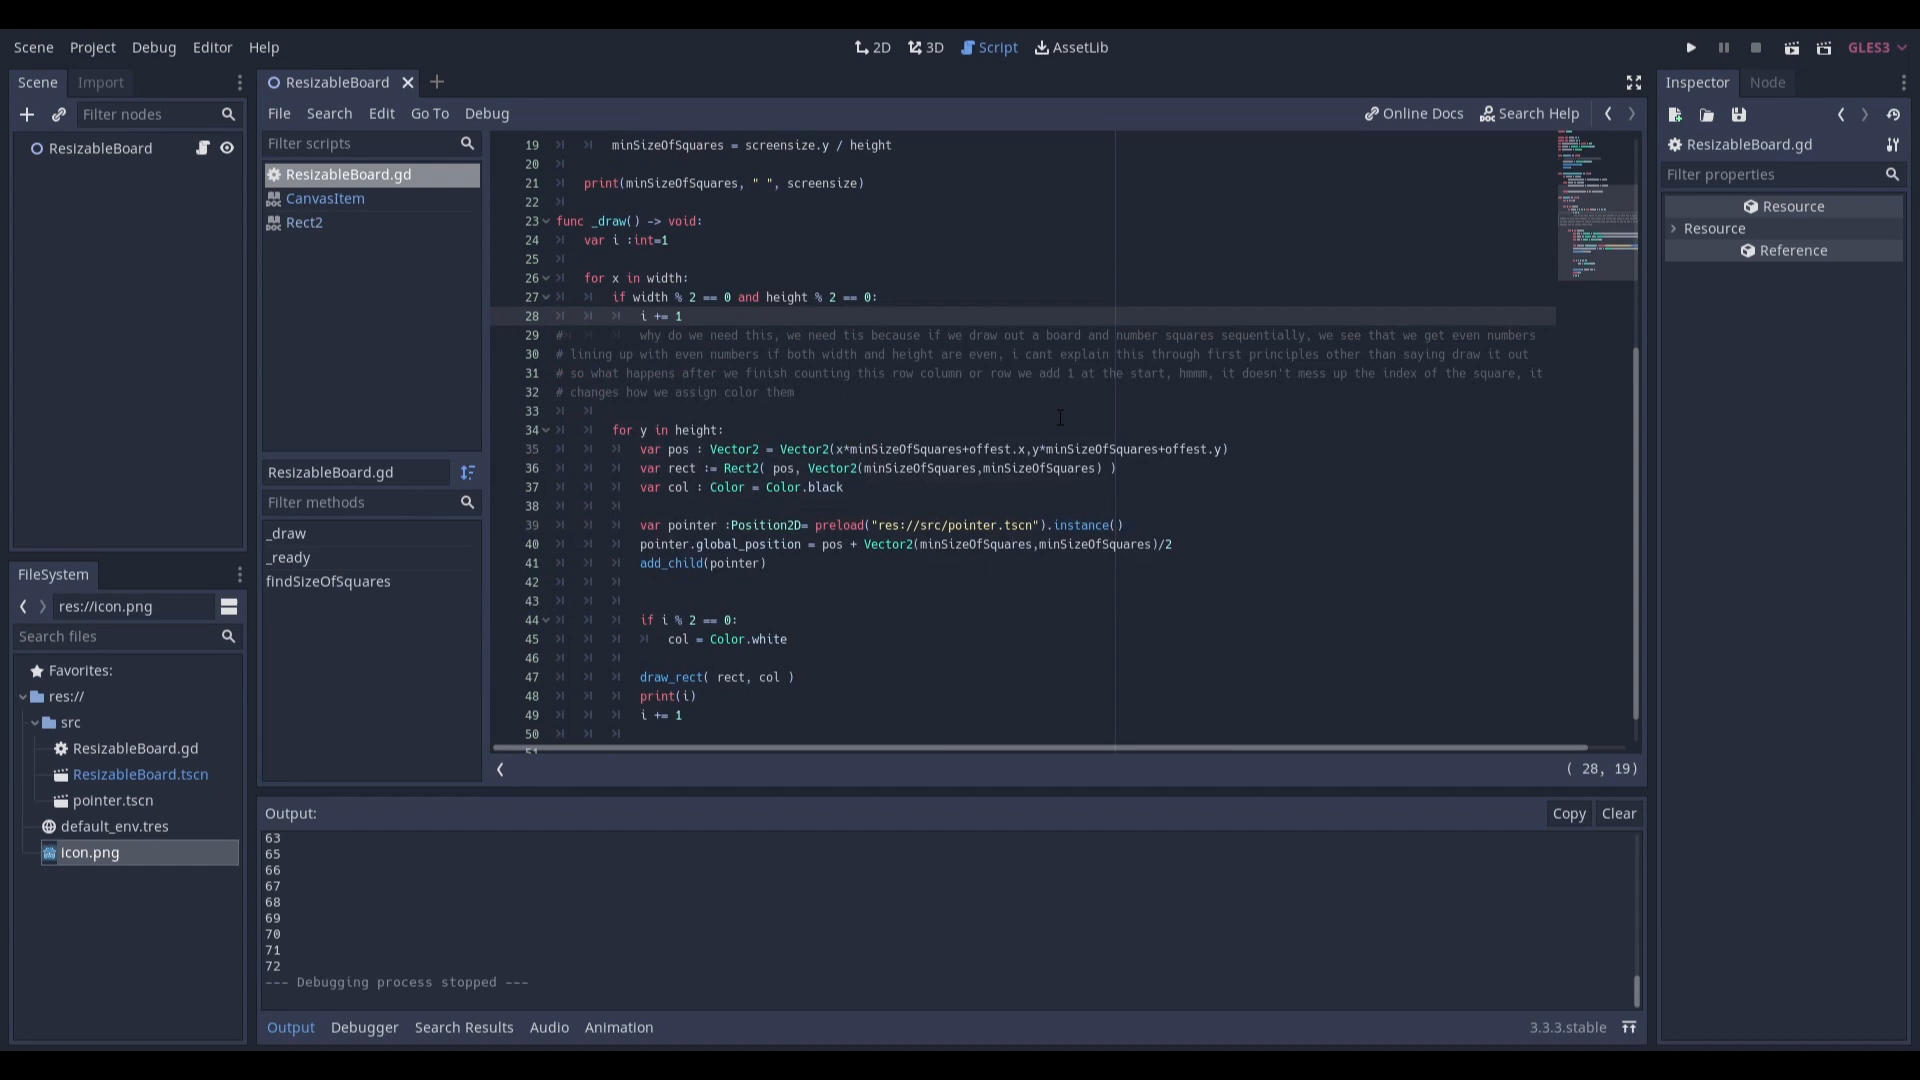 Scene Project Debug Editor Help
2D 3D Script AssetLib
GLES3
Scene Import
Filter nodes
ResizableBoard
ResizableBoard
File Search Edit Go To Debug
Online Docs Search Help
Filter scripts
ResizableBoard.gd
CanvasItem
Rect2
ResizableBoard.gd
Filter methods
_draw
_ready
findSizeOfSquares
19 minSizeOfSquares = screensize.y / height
20
21 print(minSizeOfSquares, " ", screensize)
22
23 func _draw() -> void:
24 var i :int=1
25
26 for x in width:
27 if width % 2 == 0 and height % 2 == 0:
28 i += 1
29 # why do we need this, we need tis because if we draw out a board and number squares sequentially, we see that we get even numbers
30 # lining up with even numbers if both width and height are even, i cant explain this through first principles other than saying draw it out
31 # so what happens after we finish counting this row column or row we add 1 at the start, hmmm, it doesn't mess up the index of the square, it
32 # changes how we assign color them
33
34 for y in height:
35 var pos : Vector2 = Vector2(x*minSizeOfSquares+offest.x,y*minSizeOfSquares+offest.y)
36 var rect := Rect2( pos, Vector2(minSizeOfSquares,minSizeOfSquares) )
37 var col : Color = Color.black
38
39 var pointer :Position2D= preload("res://src/pointer.tscn").instance()
40 pointer.global_position = pos + Vector2(minSizeOfSquares,minSizeOfSquares)/2
41 add_child(pointer)
42
43
44 if i % 2 == 0:
45 col = Color.white
46
47 draw_rect( rect, col )
48 print(i)
49 i += 1
50
( 28, 19)
FileSystem
res://icon.png
Search files
Favorites:
res://
src
ResizableBoard.gd
ResizableBoard.tscn
pointer.tscn
default_env.tres
icon.png
Output:
Copy Clear
63
65
66
67
68
69
70
71
72
--- Debugging process stopped ---
Output Debugger Search Results Audio Animation
3.3.3.stable
Inspector Node
ResizableBoard.gd
Filter properties
Resource
Resource
Reference